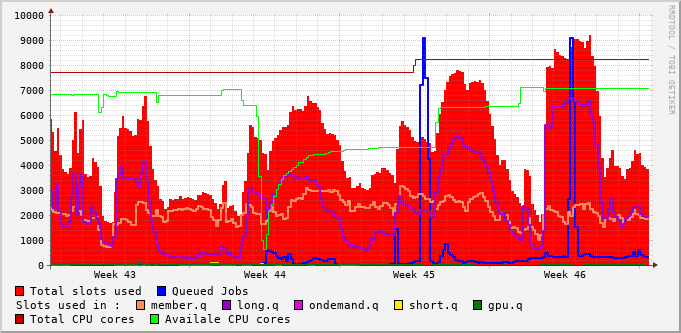 RRDTOOL / TOBI OETIKER
10000
9000
8000
7000
6000
5000
4000
3000
2000
1000
0
Week 43 Week 44 Week 45 Week 46
Total slots used Queued Jobs
Slots used in : member.q long.q ondemand.q short.q gpu.q
Total CPU cores Availale CPU cores